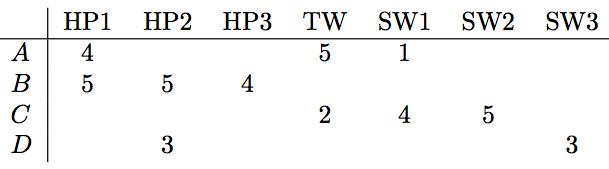 HP1 HP2 HP3 TW SW1 SW2 SW3
A 4 5 1
B 5 5 4
C 2 4 5
D 3 3